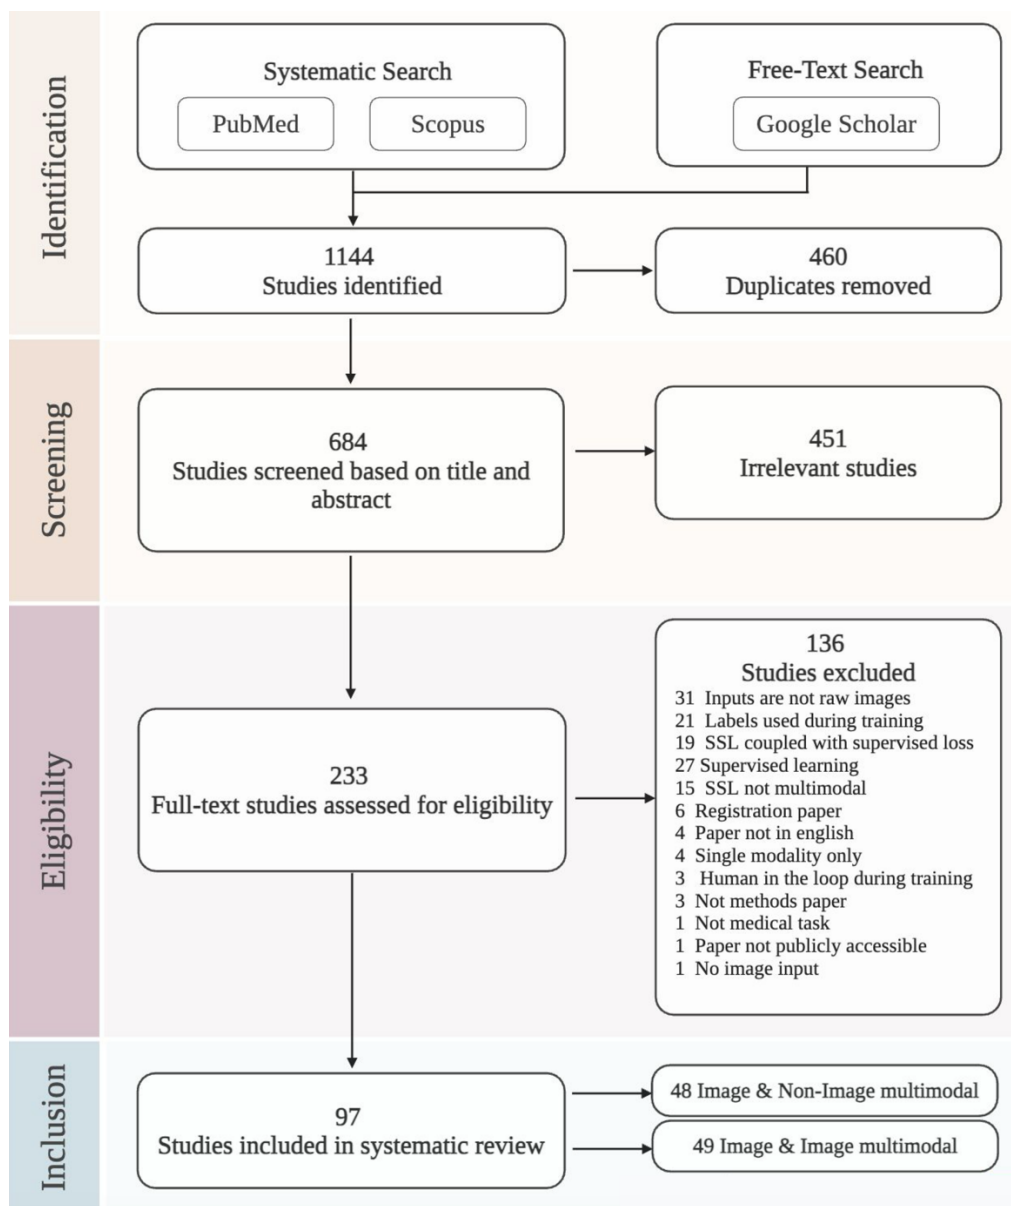 Identification
Systematic Search
PubMed
Scopus
Free-Text Search
Google Scholar
1144
Studies identified
460
Duplicates removed
Screening
684
Studies screened based on title and
abstract
451
Irrelevant studies
Eligibility
233
Full-text studies assessed for eligibility
136
Studies excluded
31 Inputs are not raw images
21 Labels used during training
19 SSL coupled with supervised loss
27 Supervised learning
15 SSL not multimodal
6 Registration paper
4 Paper not in english
4 Single modality only
3 Human in the loop during training
3 Not methods paper
1 Not medical task
1 Paper not publicly accessible
1 No image input
Inclusion
97
Studies included in systematic review
48 Image & Non-Image multimodal
49 Image & Image multimodal